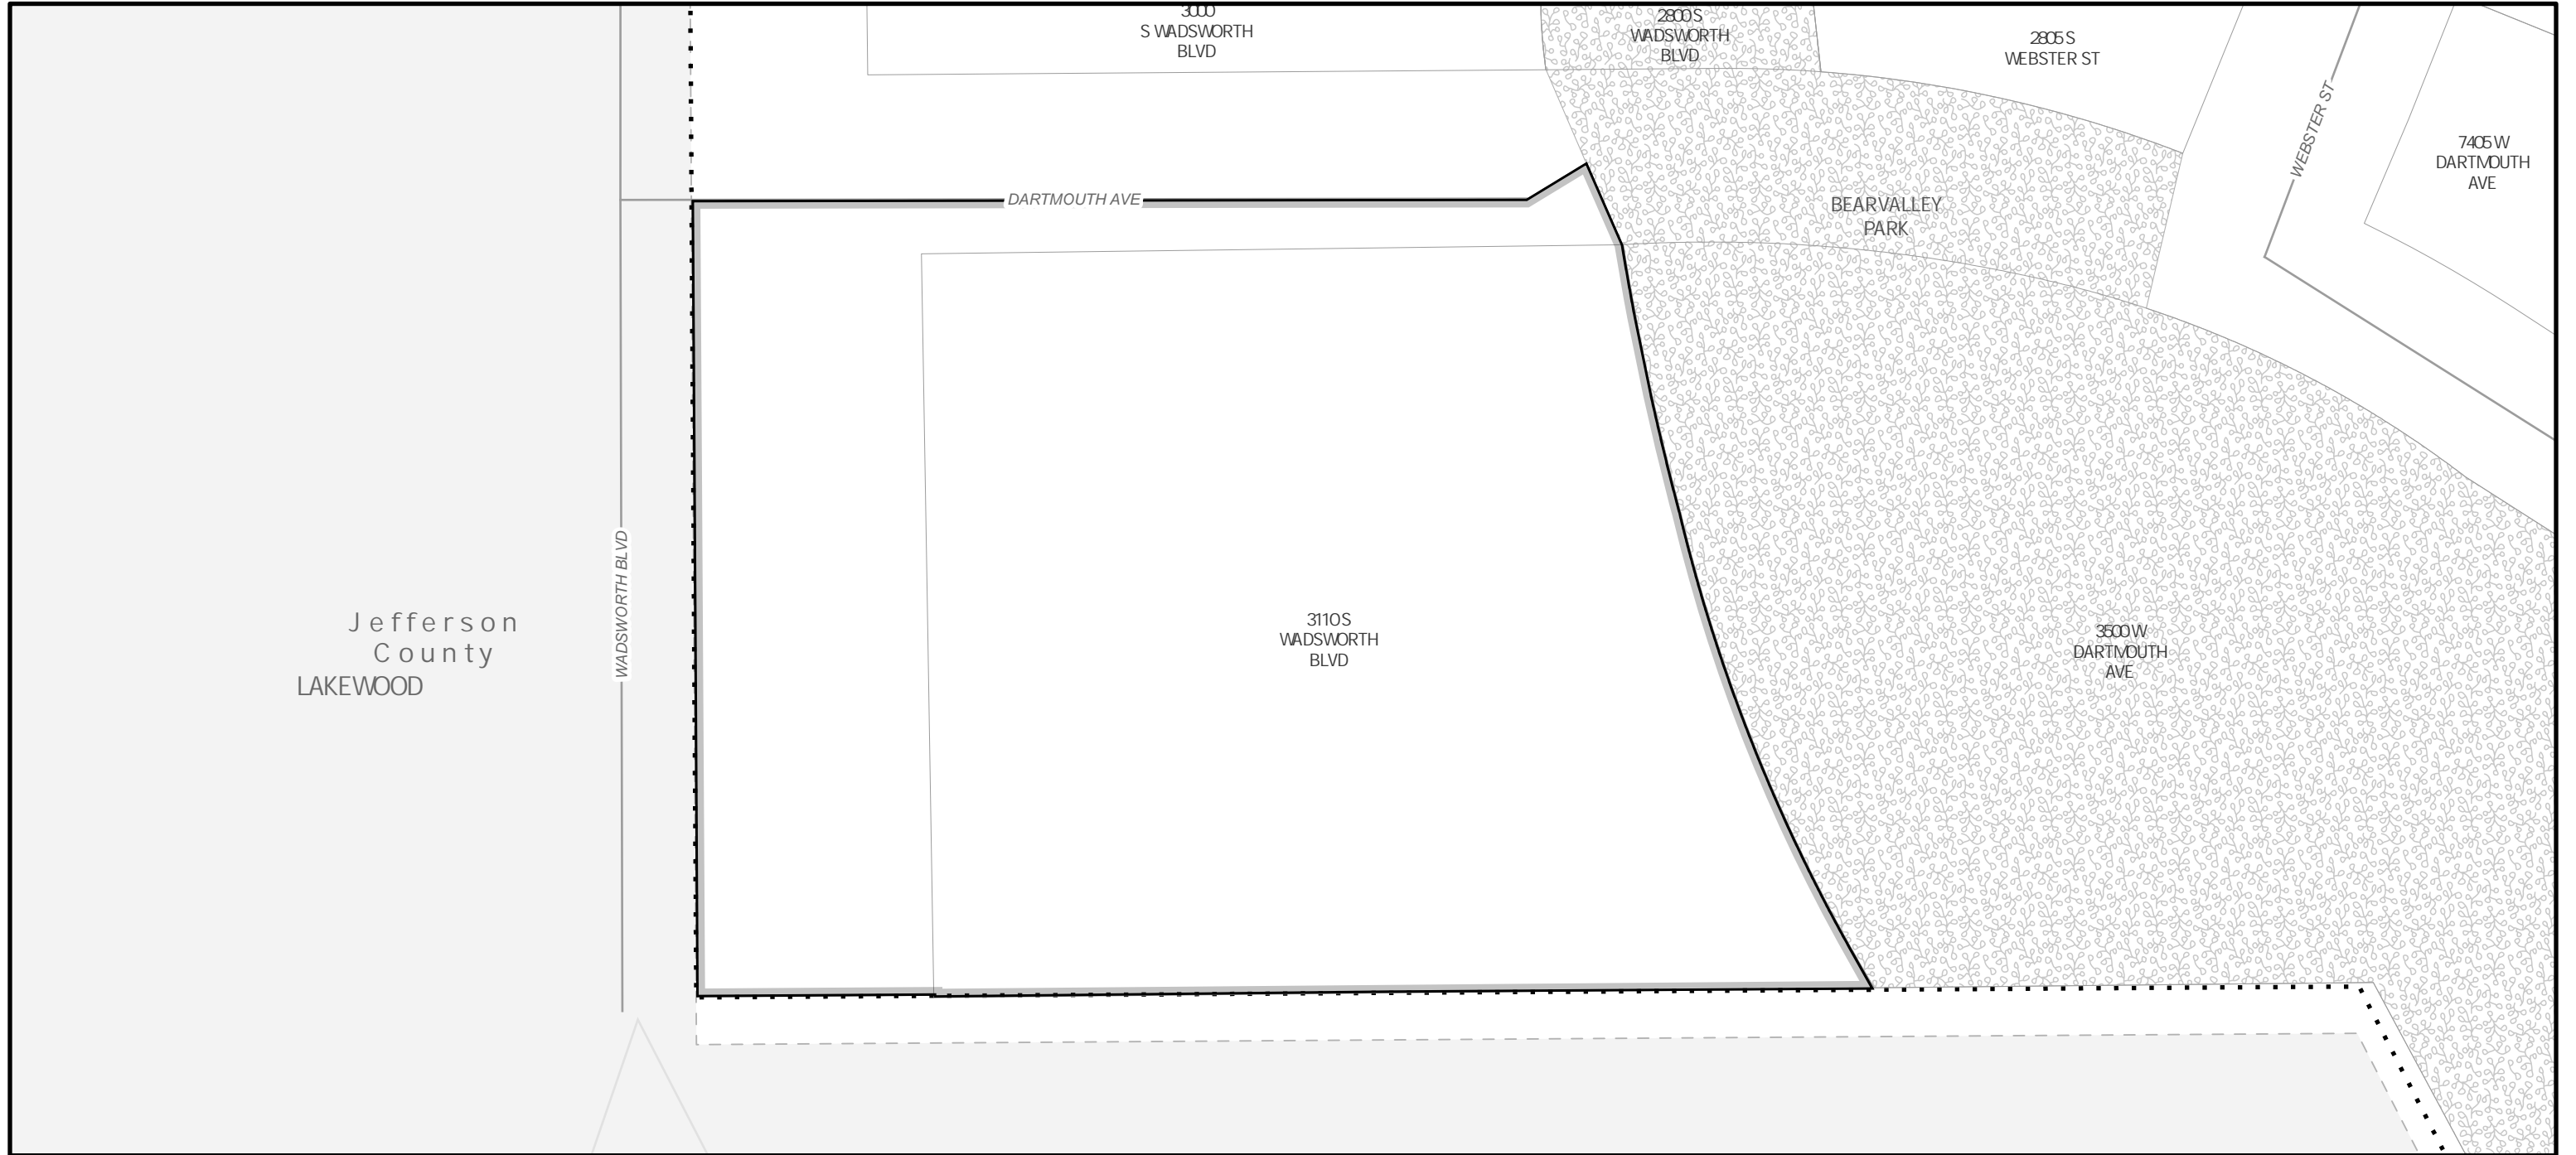 3000
S WADSWORTH
BLVD
2800 S
WADSWORTH
BLVD
2805 S
WEBSTER ST
WEBSTER ST
7405 W
DARTMOUTH
AVE
DARTMOUTH AVE
BEAR VALLEY
PARK
WADSWORTH BLVD
Jefferson
County
LAKEWOOD
3110 S
WADSWORTH
BLVD
3500 W
DARTMOUTH
AVE